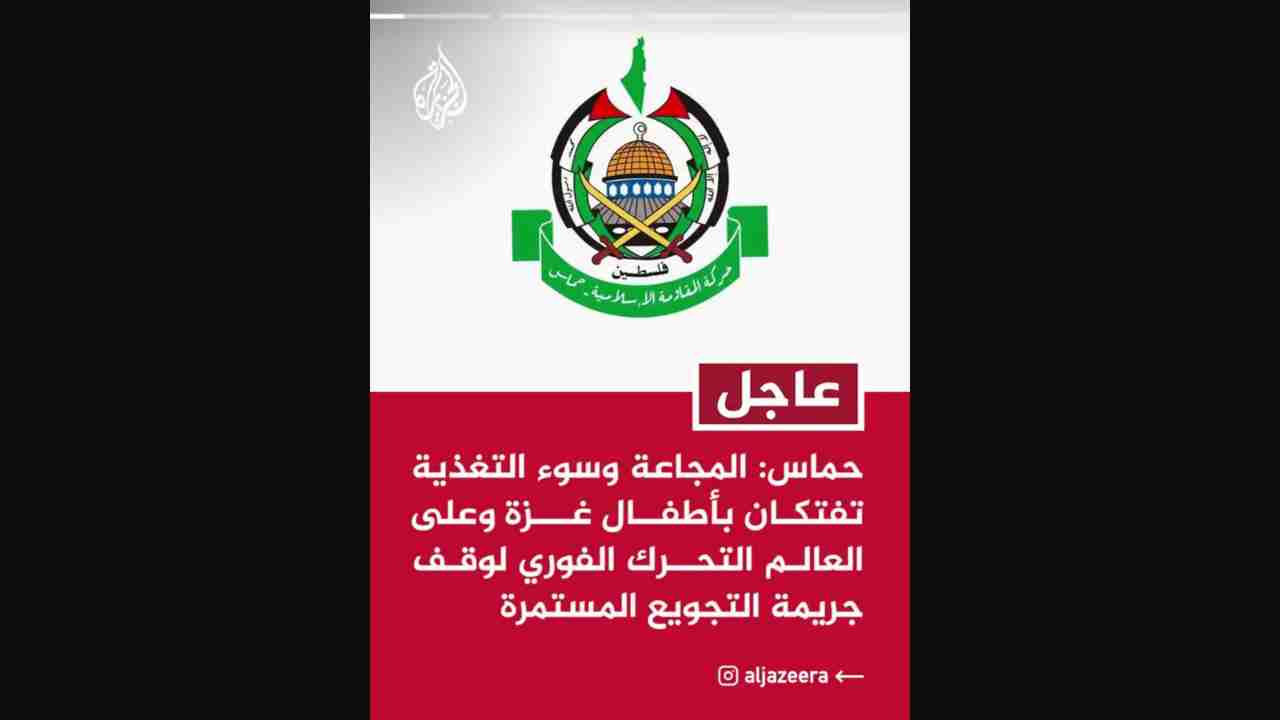 الجزيرة
فلسطين
حركة المقاومة الإسلامية - حماس
عاجل
حماس: المجاعة وسوء التغذية
تفتكان بأطفال غزة وعلى
العالم التحرك الفوري لوقف
جريمة التجويع المستمرة
aljazeera